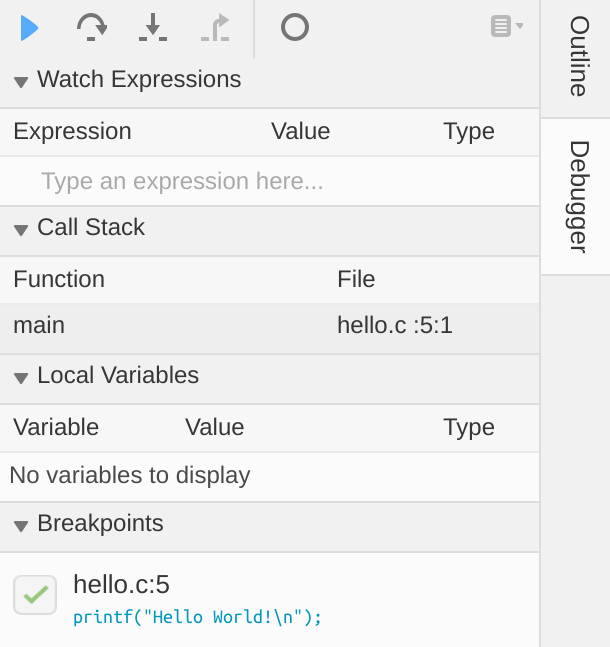 Watch Expressions
Expression Value Type
Type an expression here...
Call Stack
Function File
main hello.c :5:1
Local Variables
Variable Value Type
No variables to display
Breakpoints
hello.c:5
printf("Hello World!\n");
Outline
Debugger